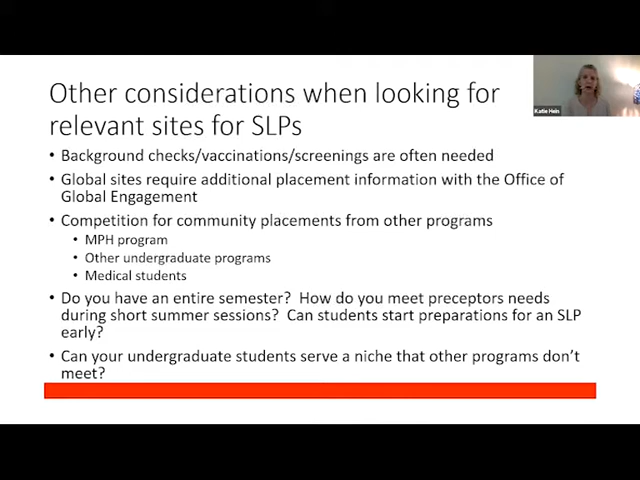 Other considerations when looking for
relevant sites for SLPs
Katie Hein
• Background checks/vaccinations/screenings are often needed
• Global sites require additional placement information with the Office of
Global Engagement
• Competition for community placements from other programs
• MPH program
• Other undergraduate programs
• Medical students
• Do you have an entire semester? How do you meet preceptors needs
during short summer sessions? Can students start preparations for an SLP
early?
• Can your undergraduate students serve a niche that other programs don't
meet?